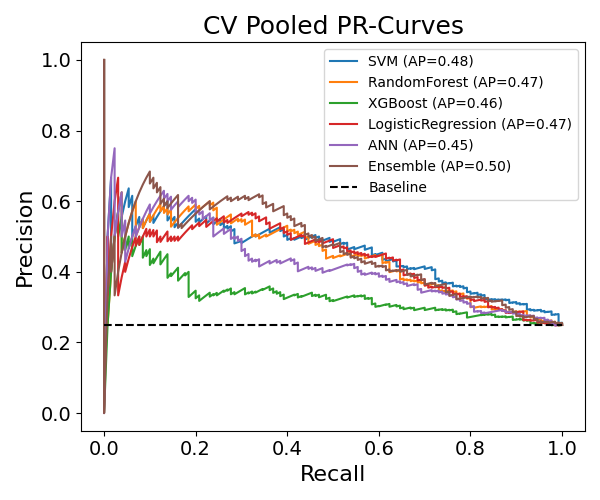 CV Pooled PR-Curves
SVM (AP=0.48)
RandomForest (AP=0.47)
XGBoost (AP=0.46)
LogisticRegression (AP=0.47)
ANN (AP=0.45)
Ensemble (AP=0.50)
Baseline
Precision
1.0
0.8
0.6
0.4
0.2
0.0
0.0 0.2 0.4 0.6 0.8 1.0
Recall